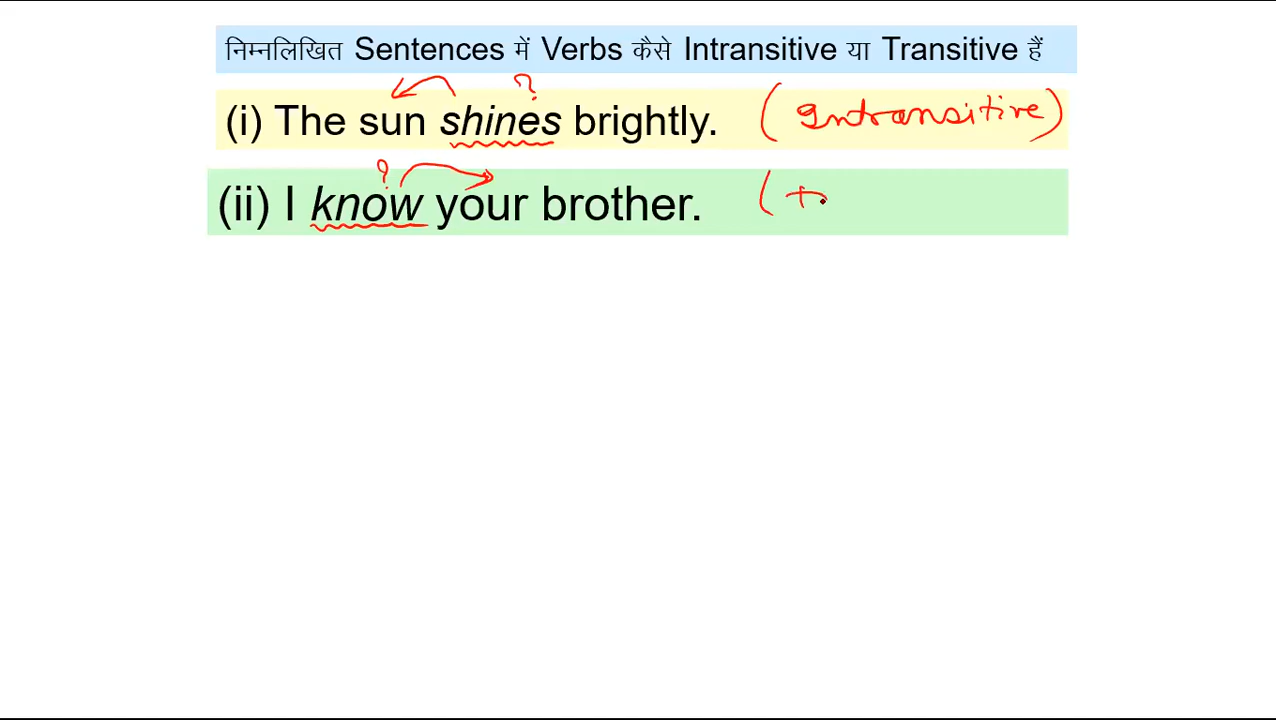 निम्नलिखित Sentences में Verbs कैसे Intransitive या Transitive हैं
(i) The sun shines brightly. (Intransitive)
(ii) I know your brother. (t